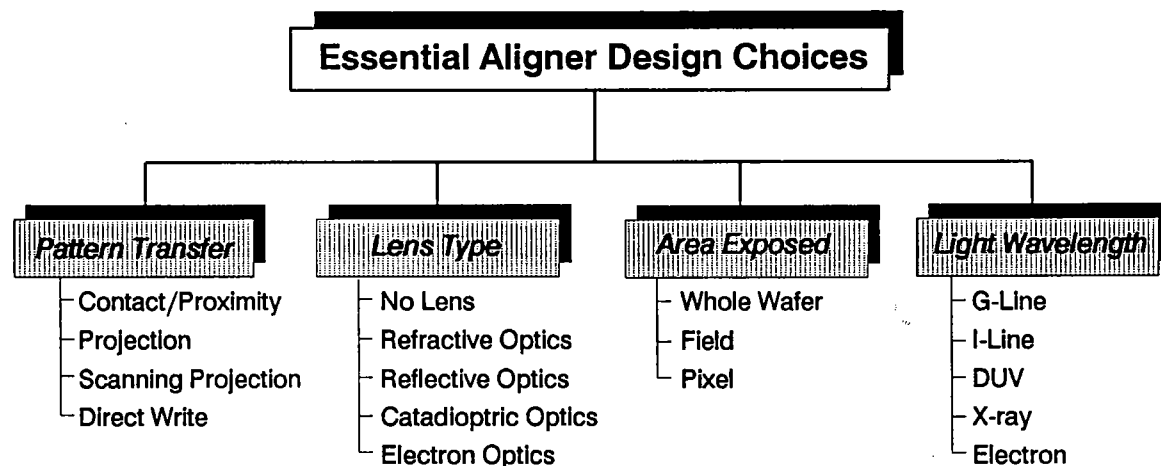 Essential Aligner Design Choices
Pattern Transfer
Contact/Proximity
Projection
Scanning Projection
Direct Write
Lens Type
No Lens
Refractive Optics
Reflective Optics
Catadioptric Optics
Electron Optics
Area Exposed
Whole Wafer
Field
Pixel
Light Wavelength
G-Line
I-Line
DUV
X-ray
Electron